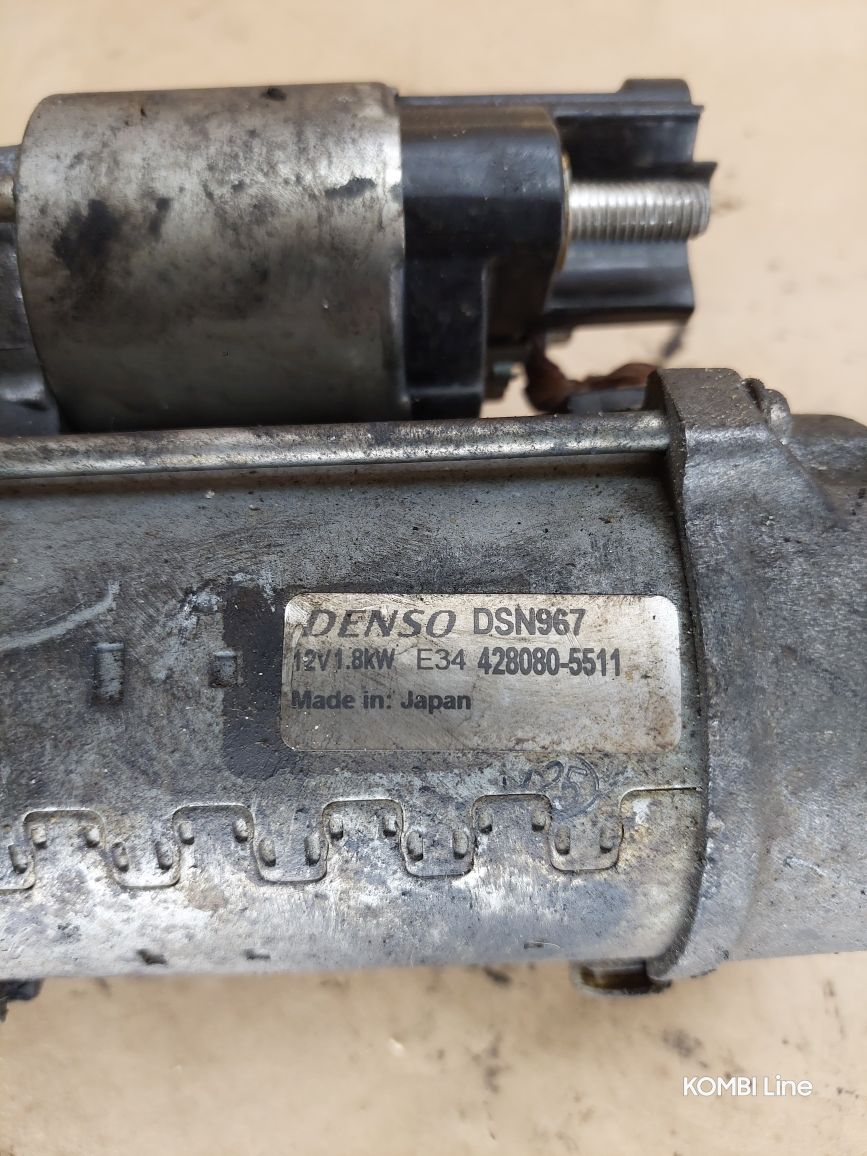 DENSO DSN967
12V1.8kW E34 428080-5511
Made in: Japan
KOMBI Line